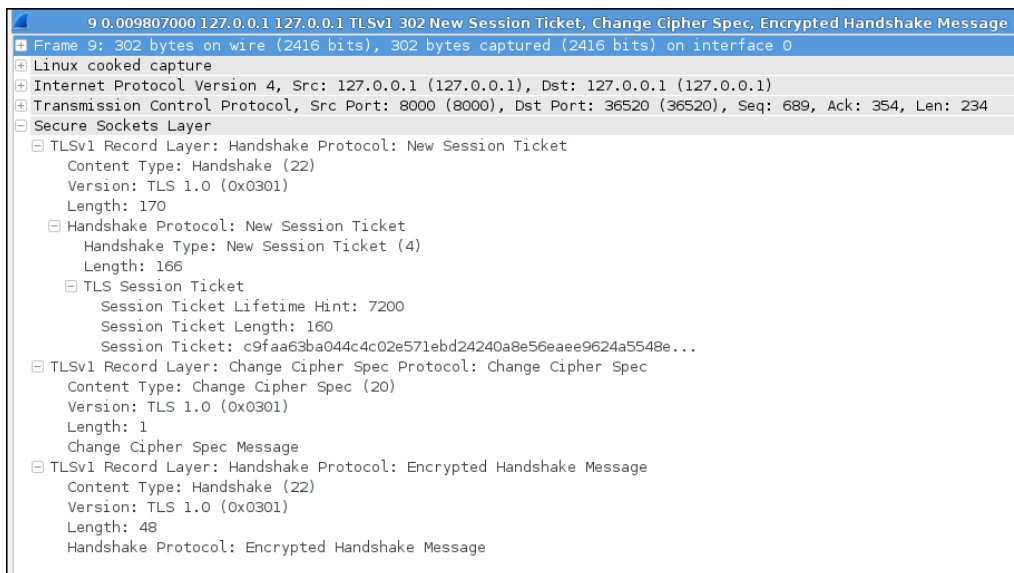 9 0.009807000 127.0.0.1 127.0.0.1 TLSv1 302 New Session Ticket, Change Cipher Spec, Encrypted Handshake Message
Frame 9: 302 bytes on wire (2416 bits), 302 bytes captured (2416 bits) on interface 0
Linux cooked capture
Internet Protocol Version 4, Src: 127.0.0.1 (127.0.0.1), Dst: 127.0.0.1 (127.0.0.1)
Transmission Control Protocol, Src Port: 8000 (8000), Dst Port: 36520 (36520), Seq: 689, Ack: 354, Len: 234
Secure Sockets Layer
TLSv1 Record Layer: Handshake Protocol: New Session Ticket
Content Type: Handshake (22)
Version: TLS 1.0 (0x0301)
Length: 170
Handshake Protocol: New Session Ticket
Handshake Type: New Session Ticket (4)
Length: 166
TLS Session Ticket
Session Ticket Lifetime Hint: 7200
Session Ticket Length: 160
Session Ticket: c9faa63ba044c4c02e571ebd24240a8e56eaee9624a5548e...
TLSv1 Record Layer: Change Cipher Spec Protocol: Change Cipher Spec
Content Type: Change Cipher Spec (20)
Version: TLS 1.0 (0x0301)
Length: 1
Change Cipher Spec Message
TLSv1 Record Layer: Handshake Protocol: Encrypted Handshake Message
Content Type: Handshake (22)
Version: TLS 1.0 (0x0301)
Length: 48
Handshake Protocol: Encrypted Handshake Message